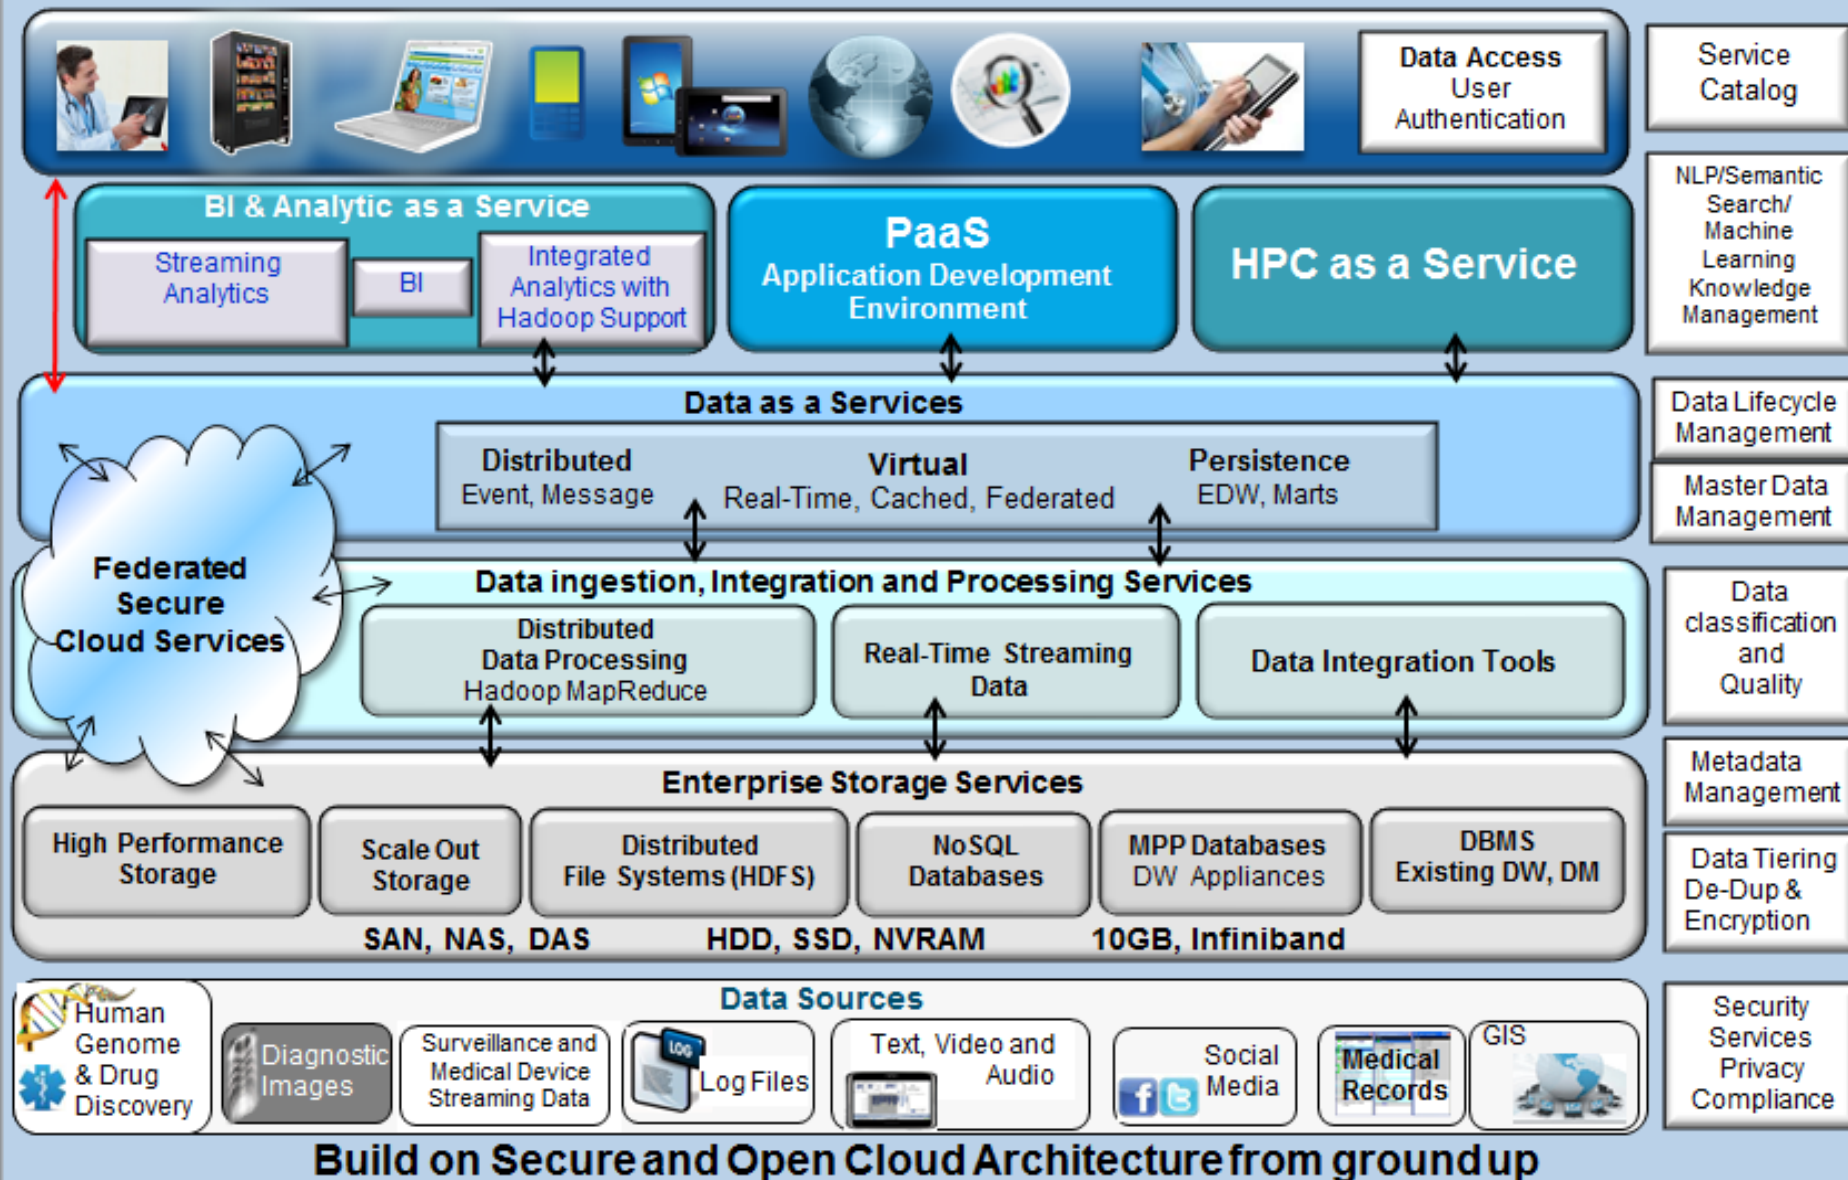 Data Access
User
Authentication
Service
Catalog
BI & Analytic as a Service
Streaming
Analytics
BI
Integrated
Analytics with
Hadoop Support
PaaS
Application Development
Environment
HPC as a Service
NLP/Semantic
Search/
Machine
Learning
Knowledge
Management
Data as a Services
Distributed
Event, Message
Virtual
Real-Time, Cached, Federated
Persistence
EDW, Marts
Data Lifecycle
Management
Master Data
Management
Federated
Secure
Cloud Services
Data ingestion, Integration and Processing Services
Distributed
Data Processing
Hadoop MapReduce
Real-Time Streaming
Data
Data Integration Tools
Data
classification
and
Quality
Enterprise Storage Services
High Performance
Storage
Scale Out
Storage
Distributed
File Systems (HDFS)
NoSQL
Databases
MPP Databases
DW Appliances
DBMS
Existing DW, DM
SAN, NAS, DAS
HDD, SSD, NVRAM
10GB, Infiniband
Metadata
Management
Data Tiering
De-Dup &
Encryption
Data Sources
Human
Genome
& Drug
Discovery
Diagnostic
Images
Surveillance and
Medical Device
Streaming Data
LOG
Log Files
Text, Video and
Audio
Social
Media
Medical
Records
GIS
Security
Services
Privacy
Compliance
Build on Secure and Open Cloud Architecture from ground up